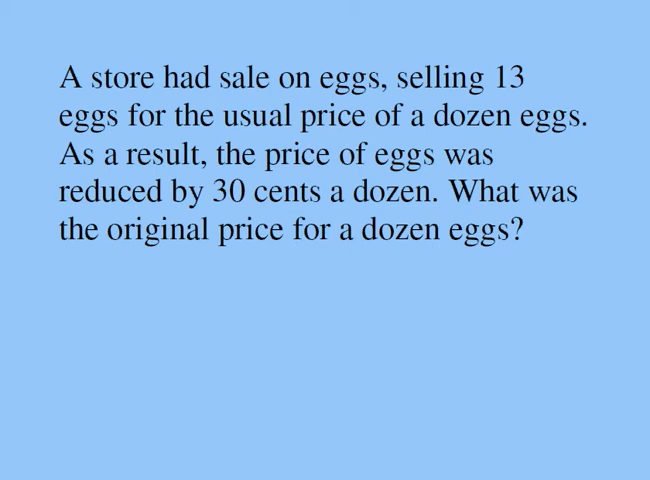 A store had sale on eggs, selling 13
eggs for the usual price of a dozen eggs.
As a result, the price of eggs was
reduced by 30 cents a dozen. What was
the original price for a dozen eggs?